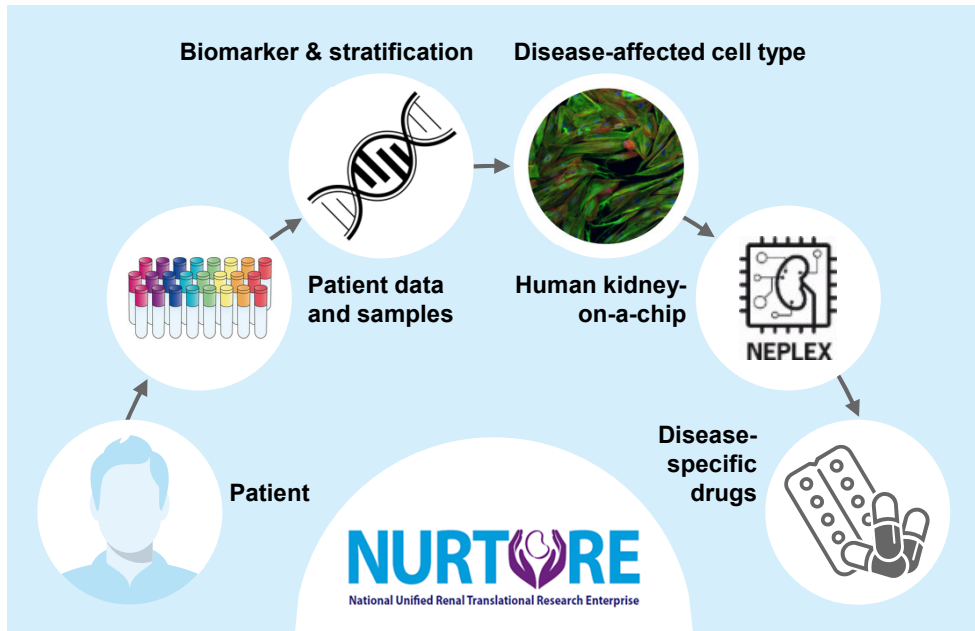 Biomarker & stratification
Disease-affected cell type
Patient data
and samples
Human kidney-
on-a-chip
NEPLEX
Patient
Disease-
specific
drugs
NURTURE
National Unified Renal Translational Research Enterprise